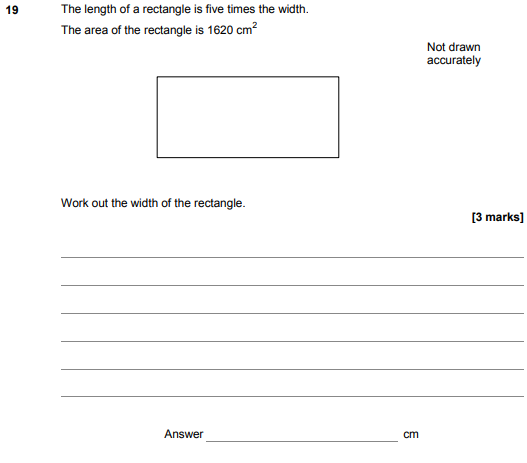 19 The length of a rectangle is five times the width.
The area of the rectangle is 1620 cm²
Not drawn
accurately
Work out the width of the rectangle.
[3 marks]
Answer cm